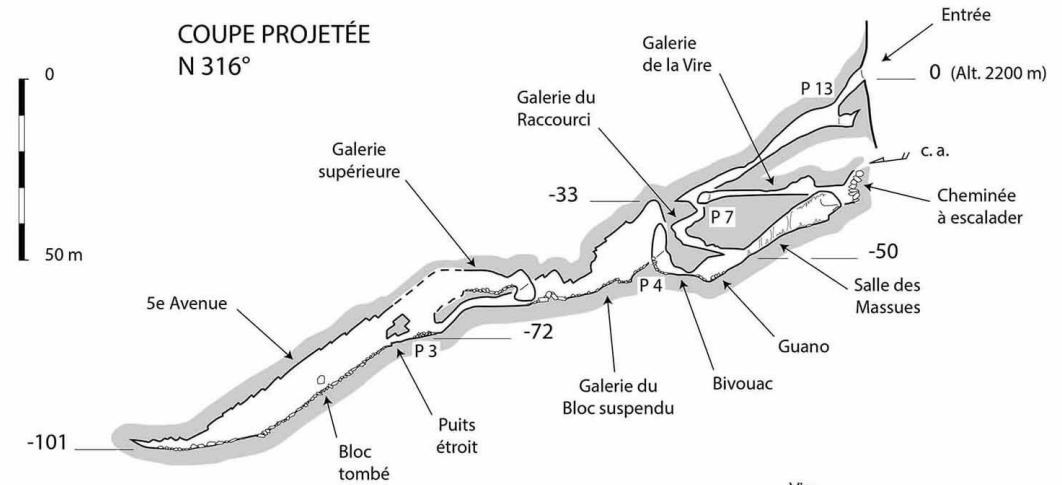 COUPE PROJETÉE
N 316°
Entrée
0
0 (Alt. 2200 m)
50 m
P 13
Galerie
de la Vire
Galerie du
Raccourci
Galerie
supérieure
c. a.
Cheminée
à escalader
-33
P 7
-50
Salle des
Massues
5e Avenue
P 4
Guano
Bivouac
-72
P 3
Galerie du
Bloc suspendu
Puits
étroit
Bloc
tombé
-101